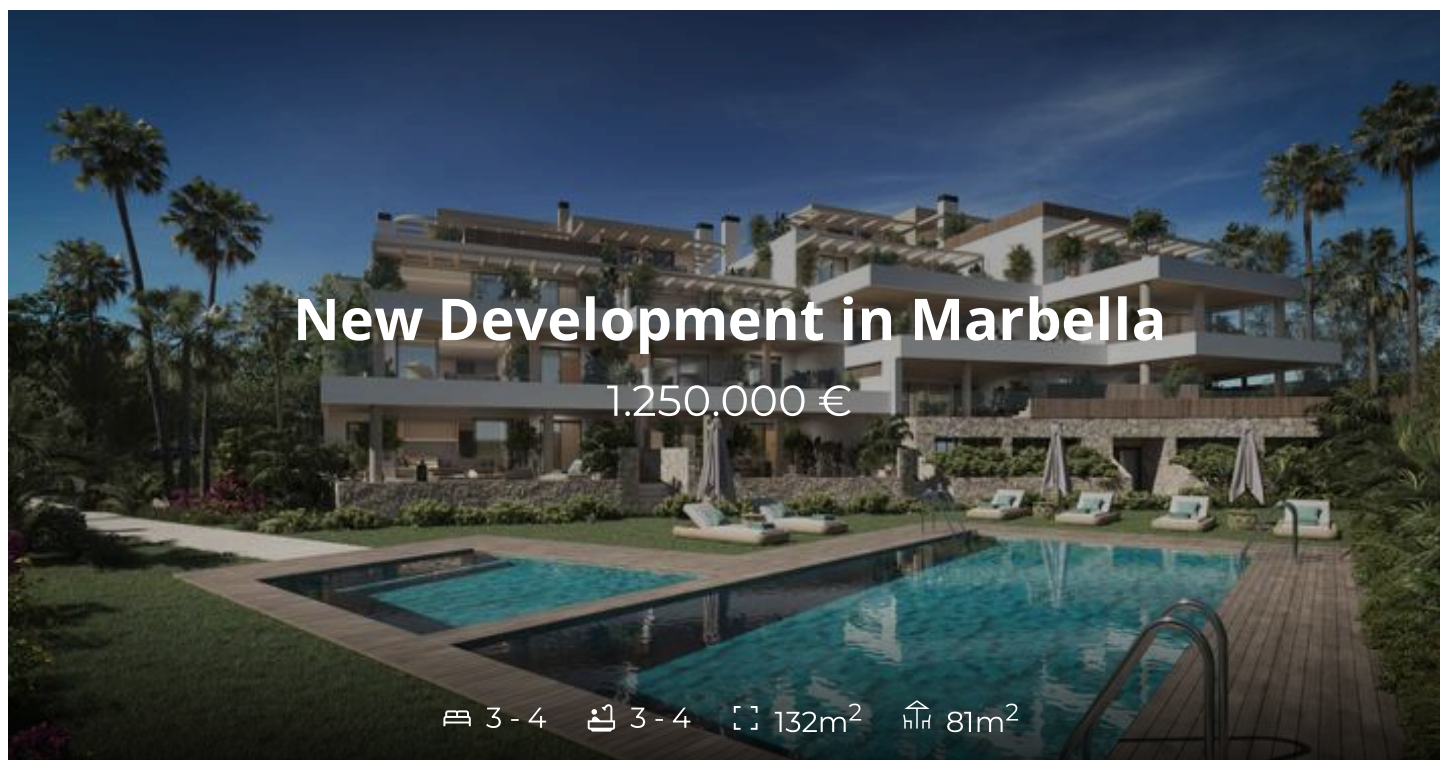 New Development in Marbella
1.250.000 €
3 - 4 3 - 4 132m² 81m²